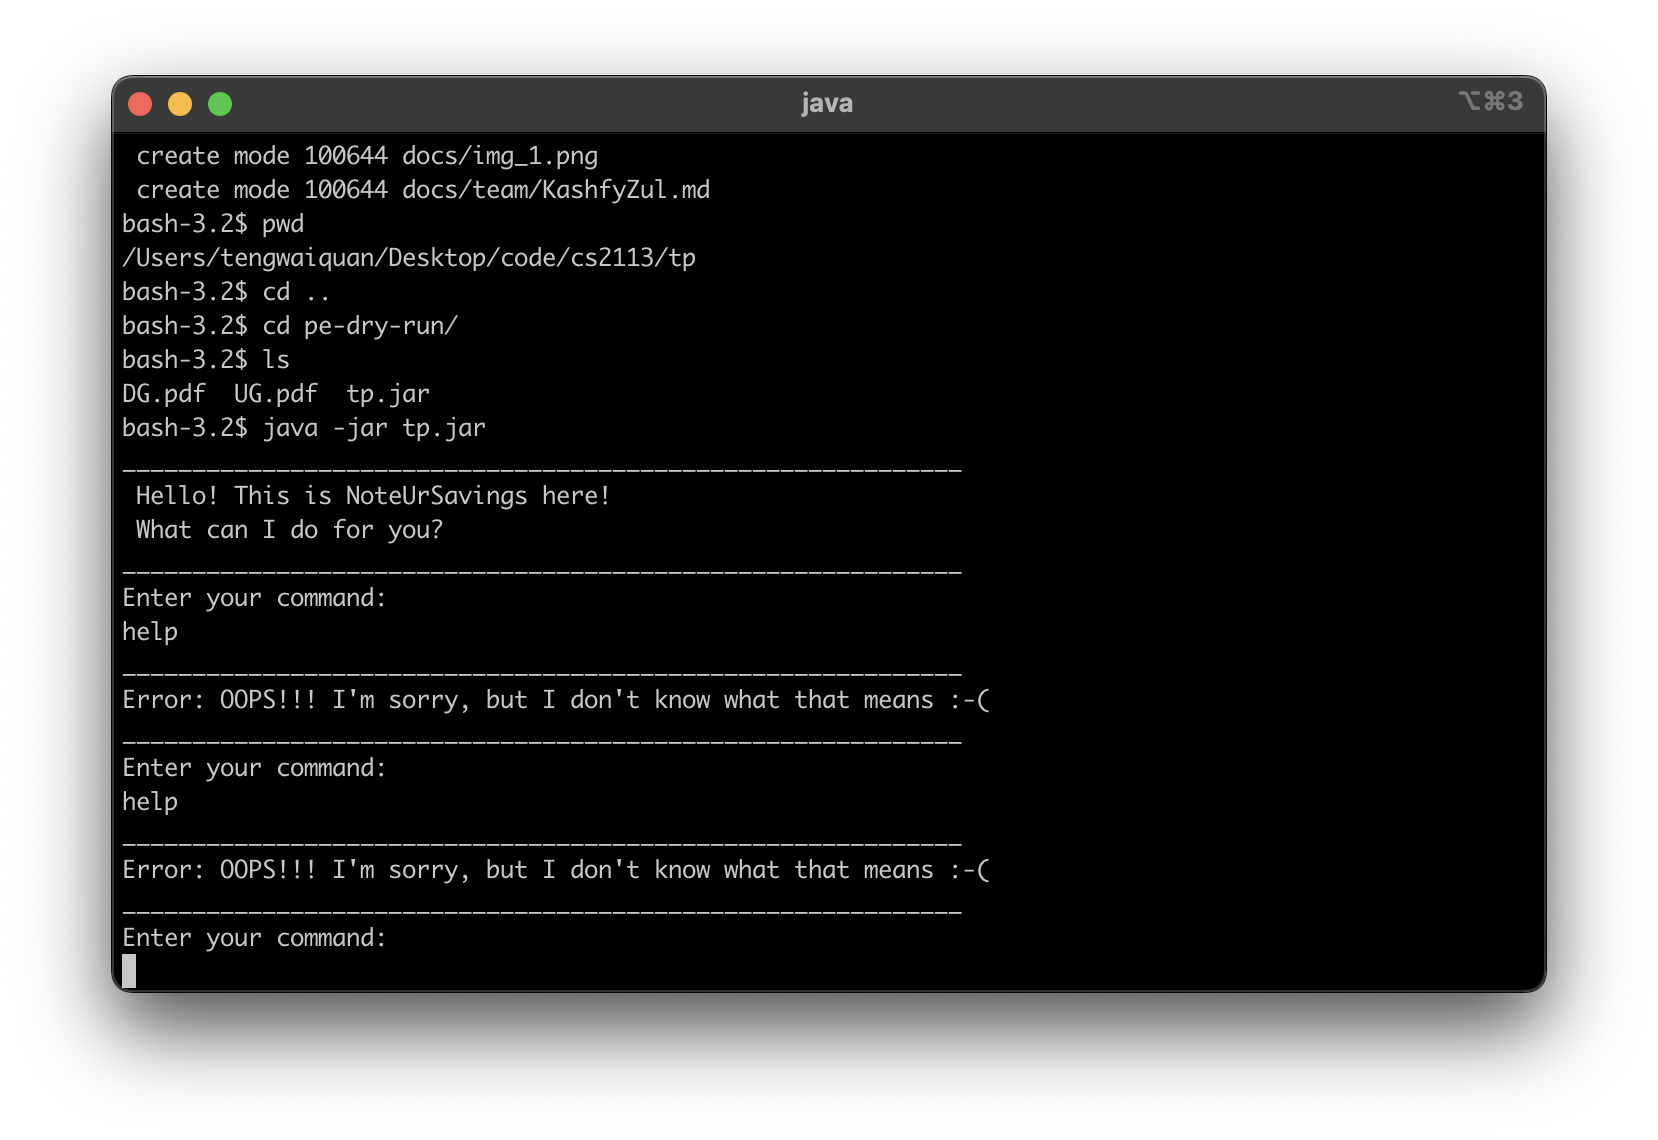 java
⌥⌘3
create mode 100644 docs/img_1.png
create mode 100644 docs/team/KashfyZul.md
bash-3.2$ pwd
/Users/tengwaiquan/Desktop/code/cs2113/tp
bash-3.2$ cd ..
bash-3.2$ cd pe-dry-run/
bash-3.2$ ls
DG.pdf  UG.pdf  tp.jar
bash-3.2$ java -jar tp.jar
____________________________________________________________
Hello! This is NoteUrSavings here!
What can I do for you?
____________________________________________________________
Enter your command:
help
____________________________________________________________
Error: OOPS!!! I'm sorry, but I don't know what that means :-(
____________________________________________________________
Enter your command:
help
____________________________________________________________
Error: OOPS!!! I'm sorry, but I don't know what that means :-(
____________________________________________________________
Enter your command: